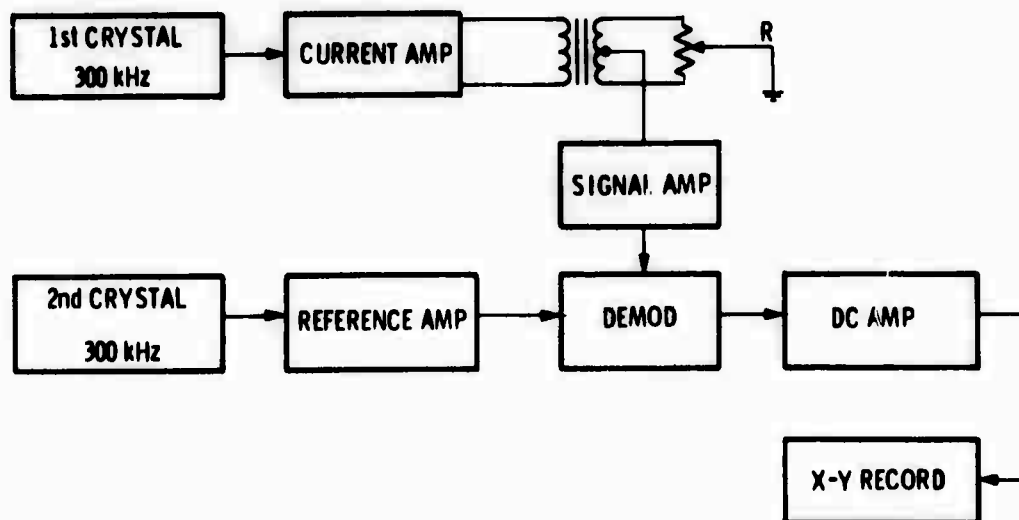 1st CRYSTAL
300 kHz
CURRENT AMP
R
SIGNAL AMP
2nd CRYSTAL
300 kHz
REFERENCE AMP
DEMOD
DC AMP
X-Y RECORD